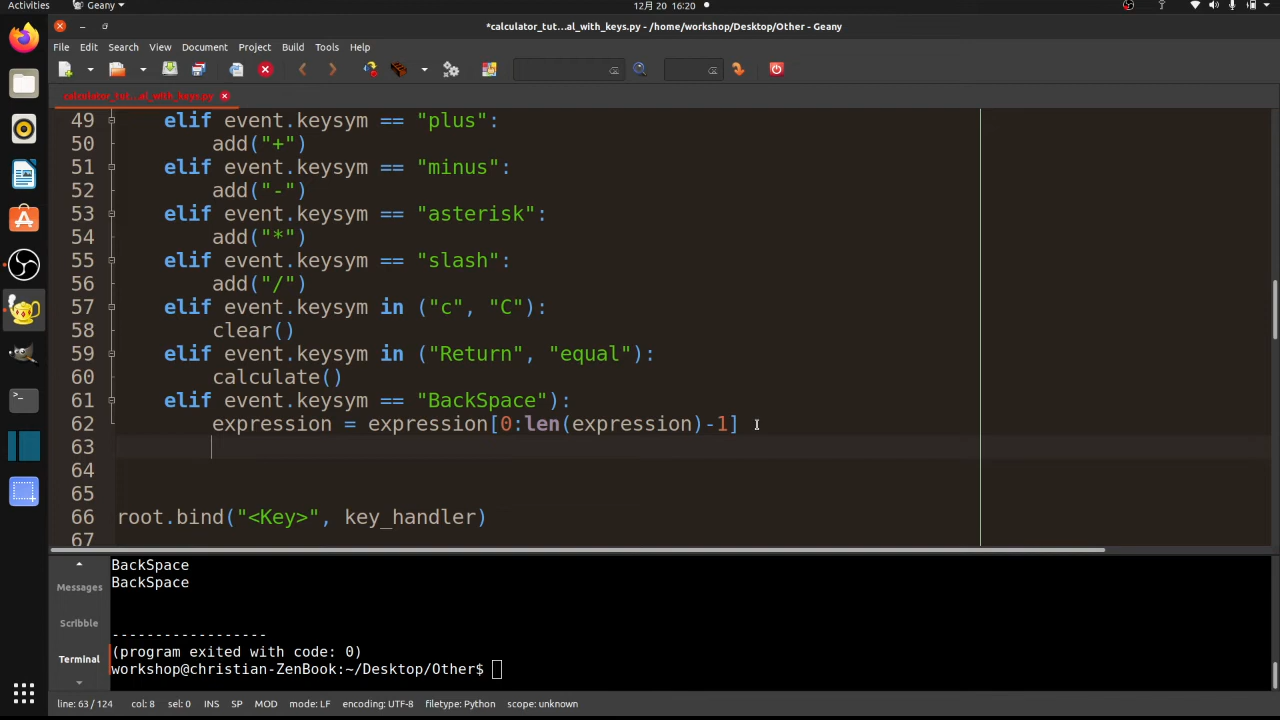 Activities
Geany
12月 20 16:20
*calculator_tut...al_with_keys.py - /home/workshop/Desktop/Other - Geany
File Edit Search View Document Project Build Tools Help
calculator_tut...al_with_keys.py
49 elif event.keysym == "plus":
50 add("+")
51 elif event.keysym == "minus":
52 add("-")
53 elif event.keysym == "asterisk":
54 add("*")
55 elif event.keysym == "slash":
56 add("/")
57 elif event.keysym in ("c", "C"):
58 clear()
59 elif event.keysym in ("Return", "equal"):
60 calculate()
61 elif event.keysym == "BackSpace"):
62 expression = expression[0:len(expression)-1]
63
64
65
66 root.bind("<Key>", key_handler)
67
Messages
Scribble
Terminal
BackSpace
BackSpace
------------------
(program exited with code: 0)
workshop@christian-ZenBook:~/Desktop/Other$
line: 63 / 124 col: 8 sel: 0 INS SP MOD mode: LF encoding: UTF-8 filetype: Python scope: unknown